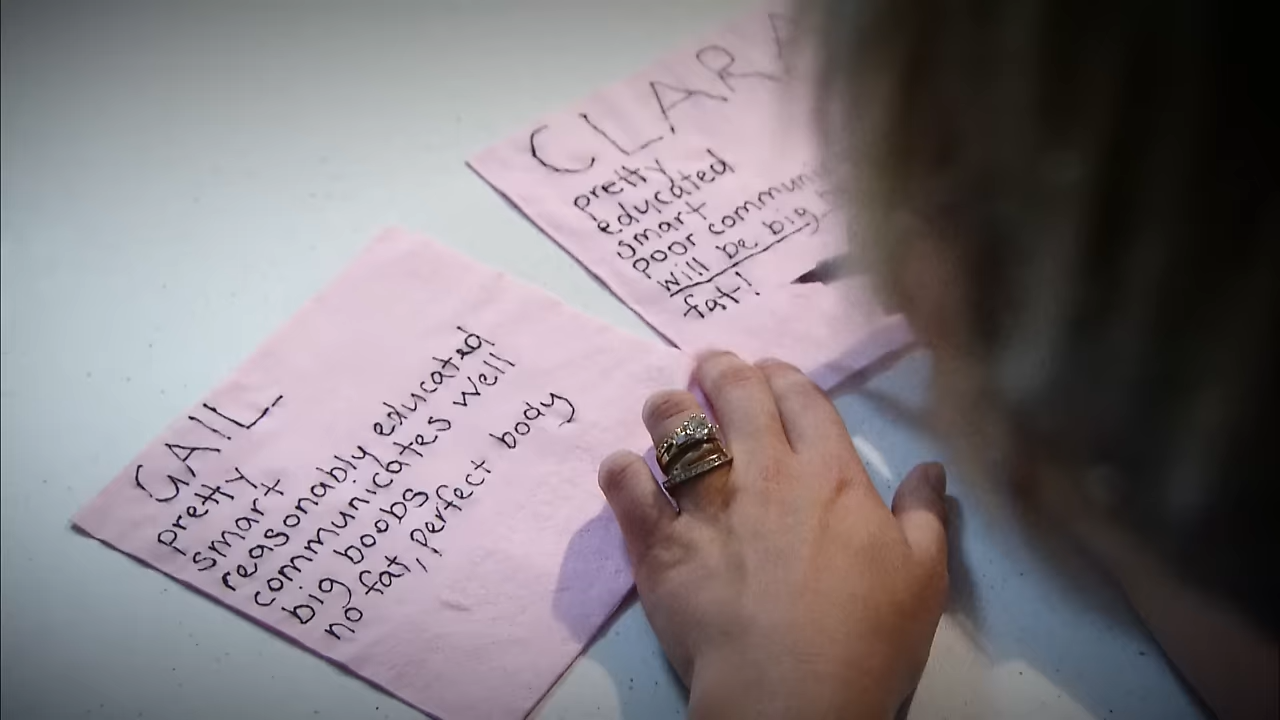 GAIL
pretty
smart
reasonably educated
communicates well
big boobs
no fat, perfect body
CLARA
pretty
educated
smart
poor
will be big
fat!